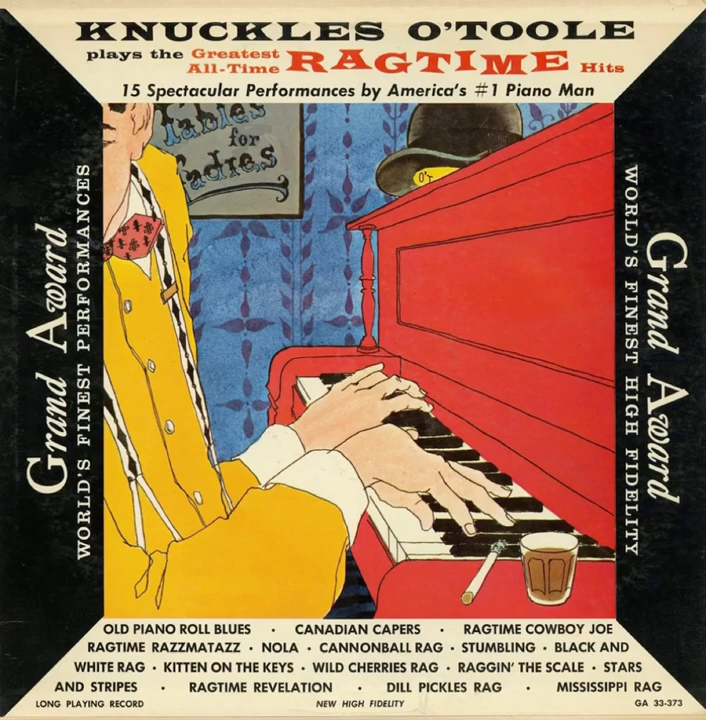 KNUCKLES O'TOOLE
plays the Greatest All-Time RAGTIME Hits
15 Spectacular Performances by America's #1 Piano Man
Tables
for
Ladies
O'T
Grand Award
WORLD'S FINEST PERFORMANCES
Grand Award
WORLD'S FINEST HIGH FIDELITY
OLD PIANO ROLL BLUES · CANADIAN CAPERS · RAGTIME COWBOY JOE
RAGTIME RAZZMATAZZ · NOLA · CANNONBALL RAG · STUMBLING · BLACK AND
WHITE RAG · KITTEN ON THE KEYS · WILD CHERRIES RAG · RAGGIN' THE SCALE · STARS
AND STRIPES · RAGTIME REVELATION · DILL PICKLES RAG · MISSISSIPPI RAG
LONG PLAYING RECORD NEW HIGH FIDELITY GA 33-373